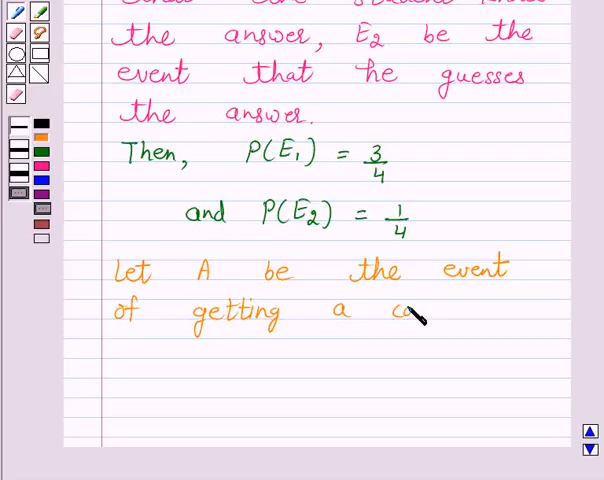 the answer, E2 be the
event that he guesses
the answer.
Then, P(E1) = 3/4
and P(E2) = 1/4
Let A be the event
of getting a co